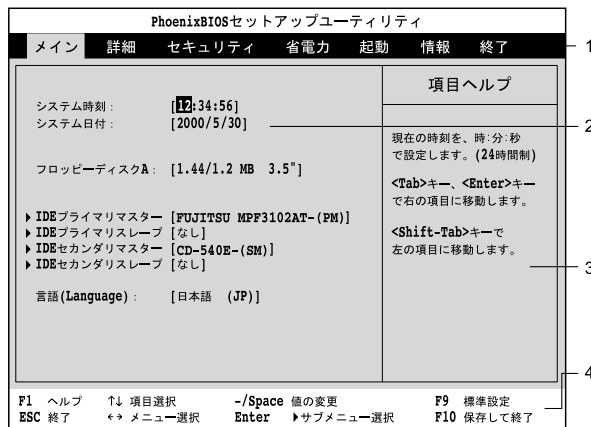 PhoenixBIOSセットアップユーティリティ
メイン 詳細 セキュリティ 省電力 起動 情報 終了
1
項目ヘルプ
システム時刻： [12:34:56]
システム日付： [2000/5/30]
2
フロッピーディスクA： [1.44/1.2 MB 3.5"]
▶ IDEプライマリマスター [FUJITSU MPF3102AT-(PM)]
▶ IDEプライマリスレーブ [なし]
▶ IDEセカンダリマスター [CD-540E-(SM)]
▶ IDEセカンダリスレーブ [なし]
言語(Language)： [日本語 (JP)]
現在の時刻を、時:分:秒
で設定します。(24時間制)
<Tab>キー、<Enter>キー
で右の項目に移動します。
<Shift-Tab>キーで
左の項目に移動します。
3
4
F1 ヘルプ ↑↓ 項目選択 -/Space 値の変更 F9 標準設定
ESC 終了 ←→ メニュー選択 Enter ▶サブメニュー選択 F10 保存して終了